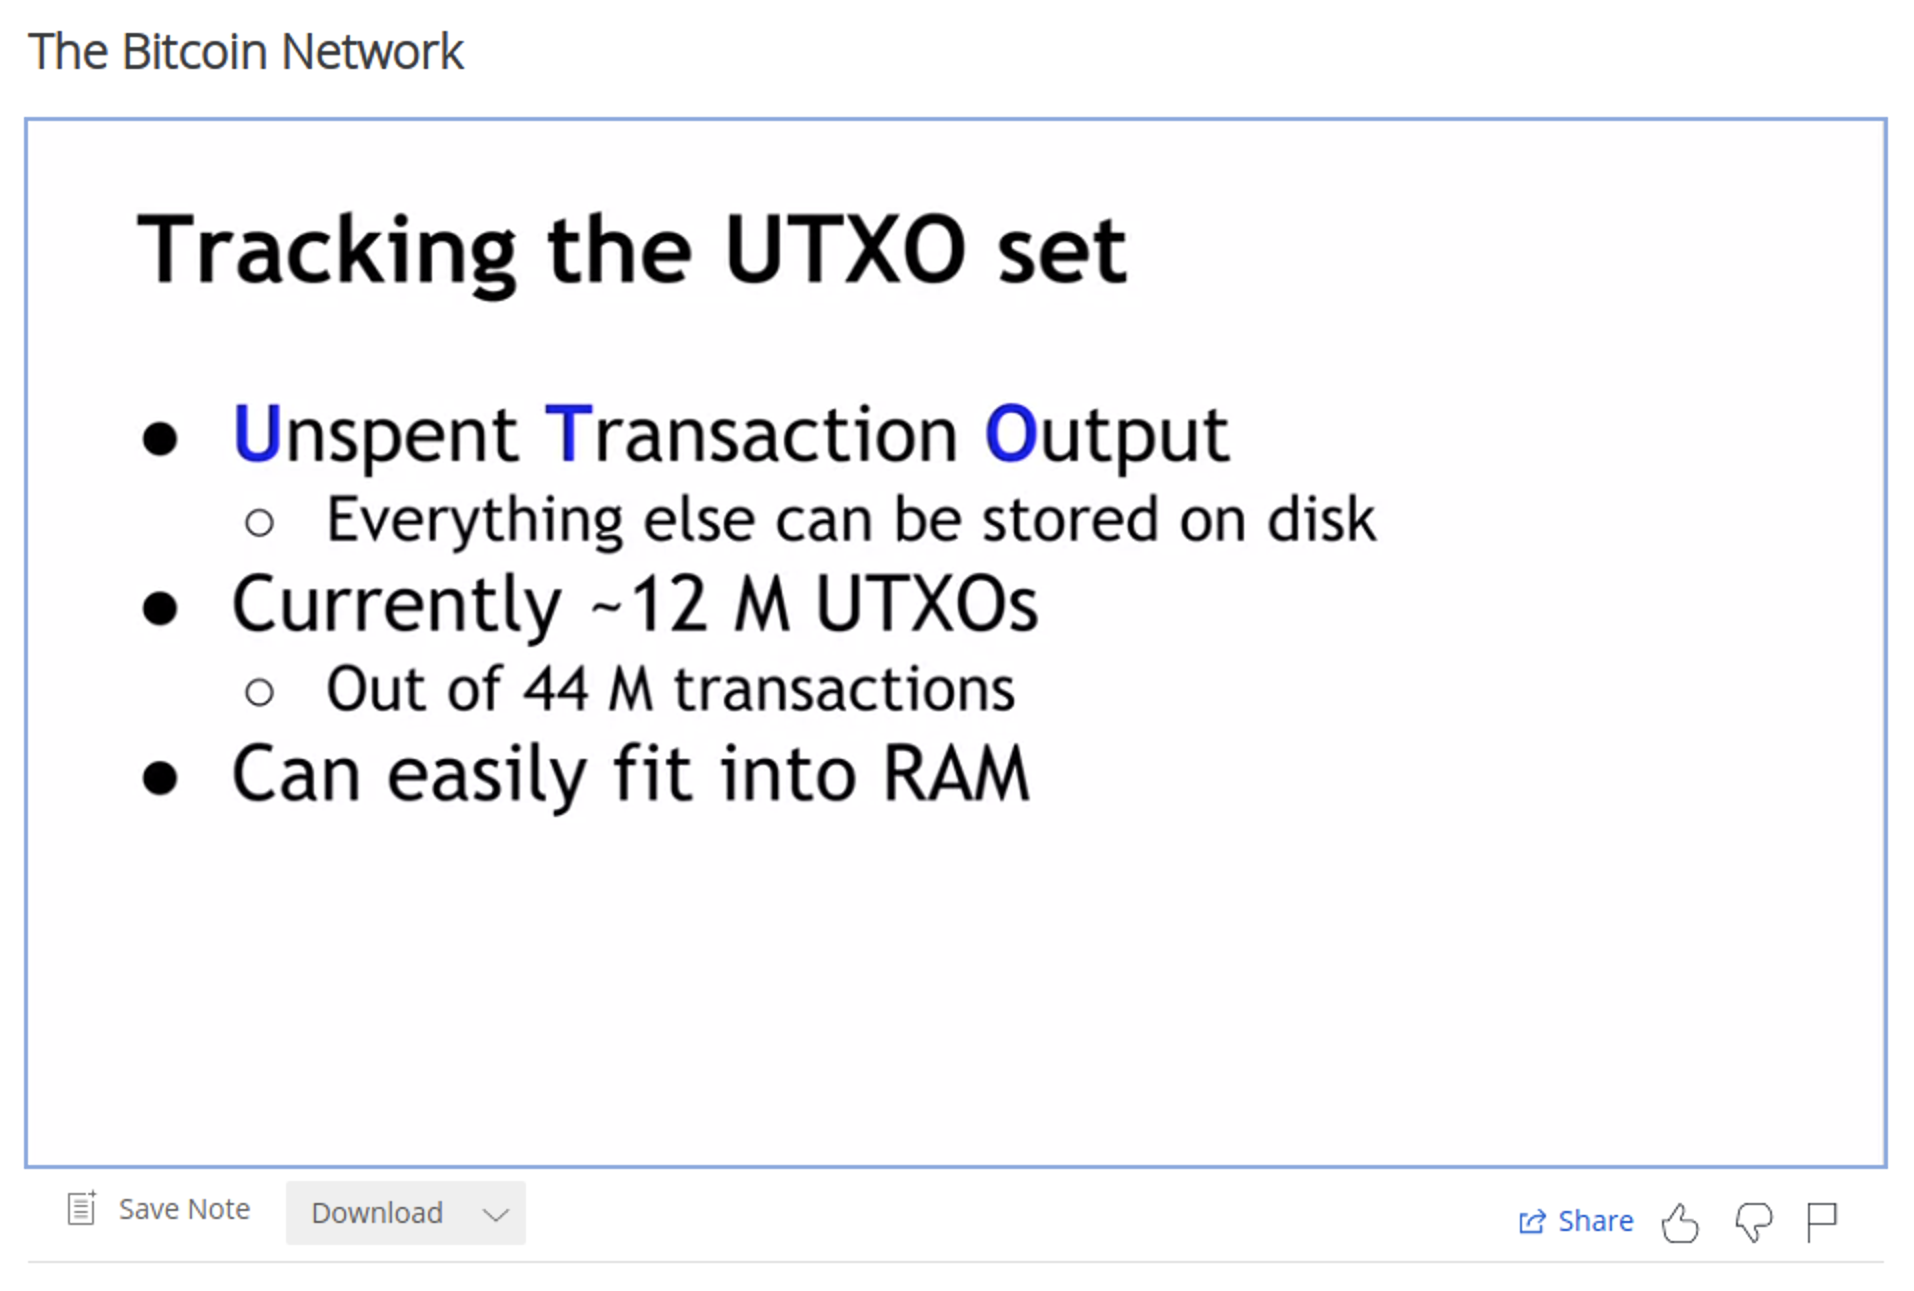 The Bitcoin Network
Tracking the UTXO set
● Unspent Transaction Output
○ Everything else can be stored on disk
● Currently ~12 M UTXOs
○ Out of 44 M transactions
● Can easily fit into RAM
Save Note Download Share